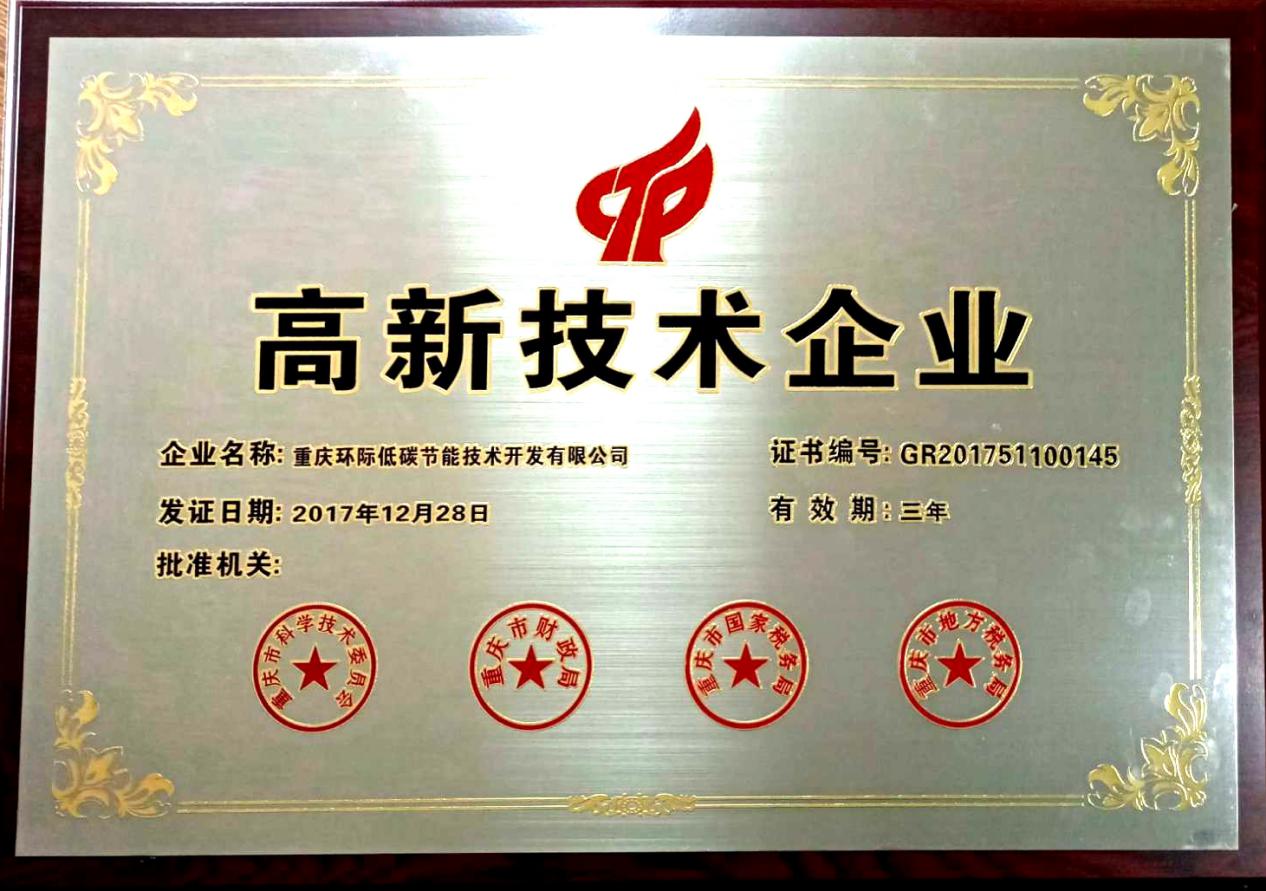 高新技术企业
企业名称: 重庆环际低碳节能技术开发有限公司
证书编号: GR201751100145
发证日期: 2017年12月28日
有效期: 三年
批准机关:
重庆市科学技术委员会
重庆市财政局
重庆市国家税务局
重庆市地方税务局